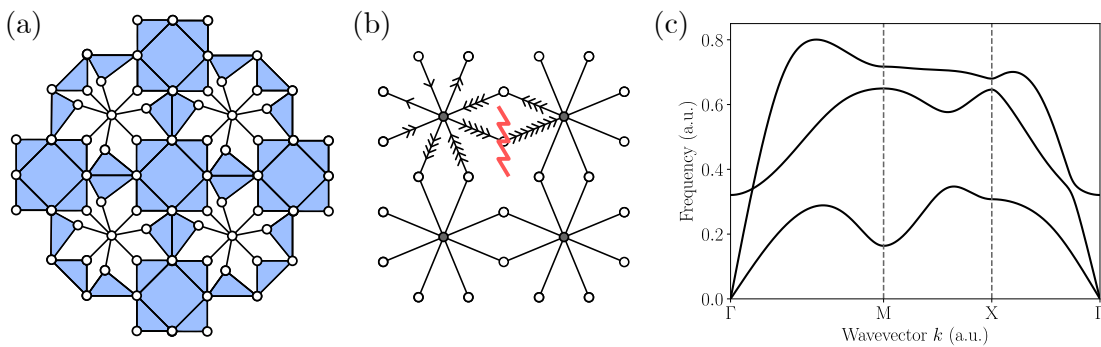 (a)
(b)
(c)
0.8
0.6
0.4
0.2
0.0
Frequency (a.u.)
Γ
M
X
Γ
Wavevector k (a.u.)